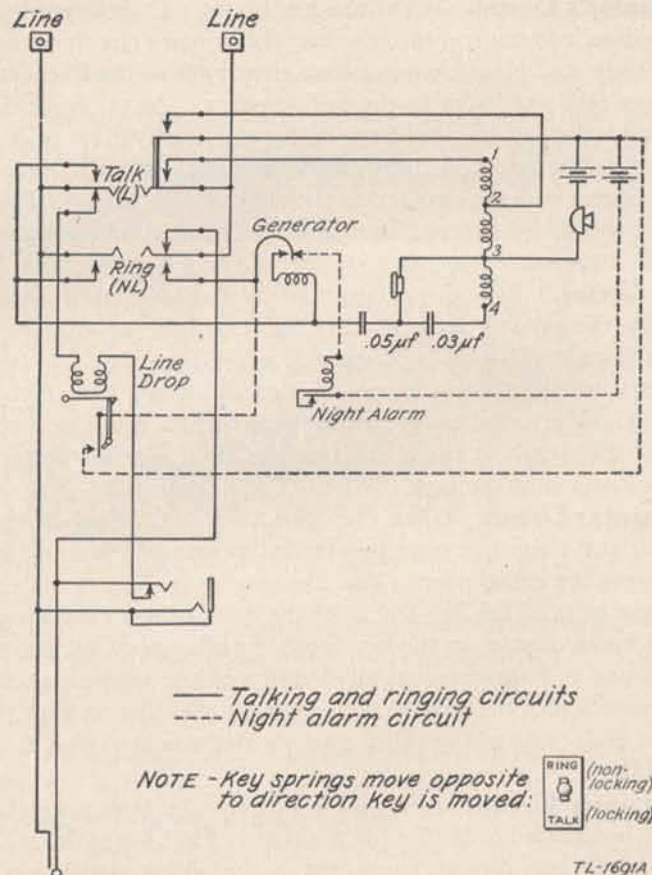 Line Line
1
Talk
(L)
2
Generator
3
Ring
(NL)
4
.05μf .03μf
Line
Drop
Night Alarm
Talking and ringing circuits
Night alarm circuit
NOTE - Key springs move opposite
to direction key is moved:
RING
(non-
locking)
TALK
(locking)
TL-1691A